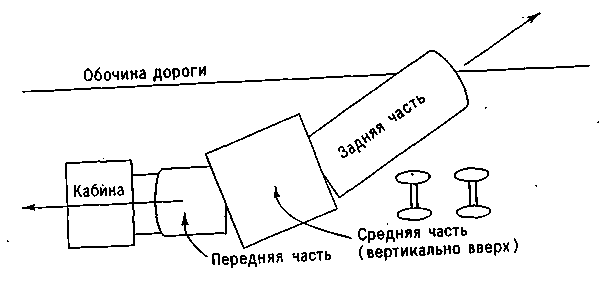 Обочина дороги
Задняя часть
Кабина
Средняя часть
(вертикально вверх)
Передняя часть